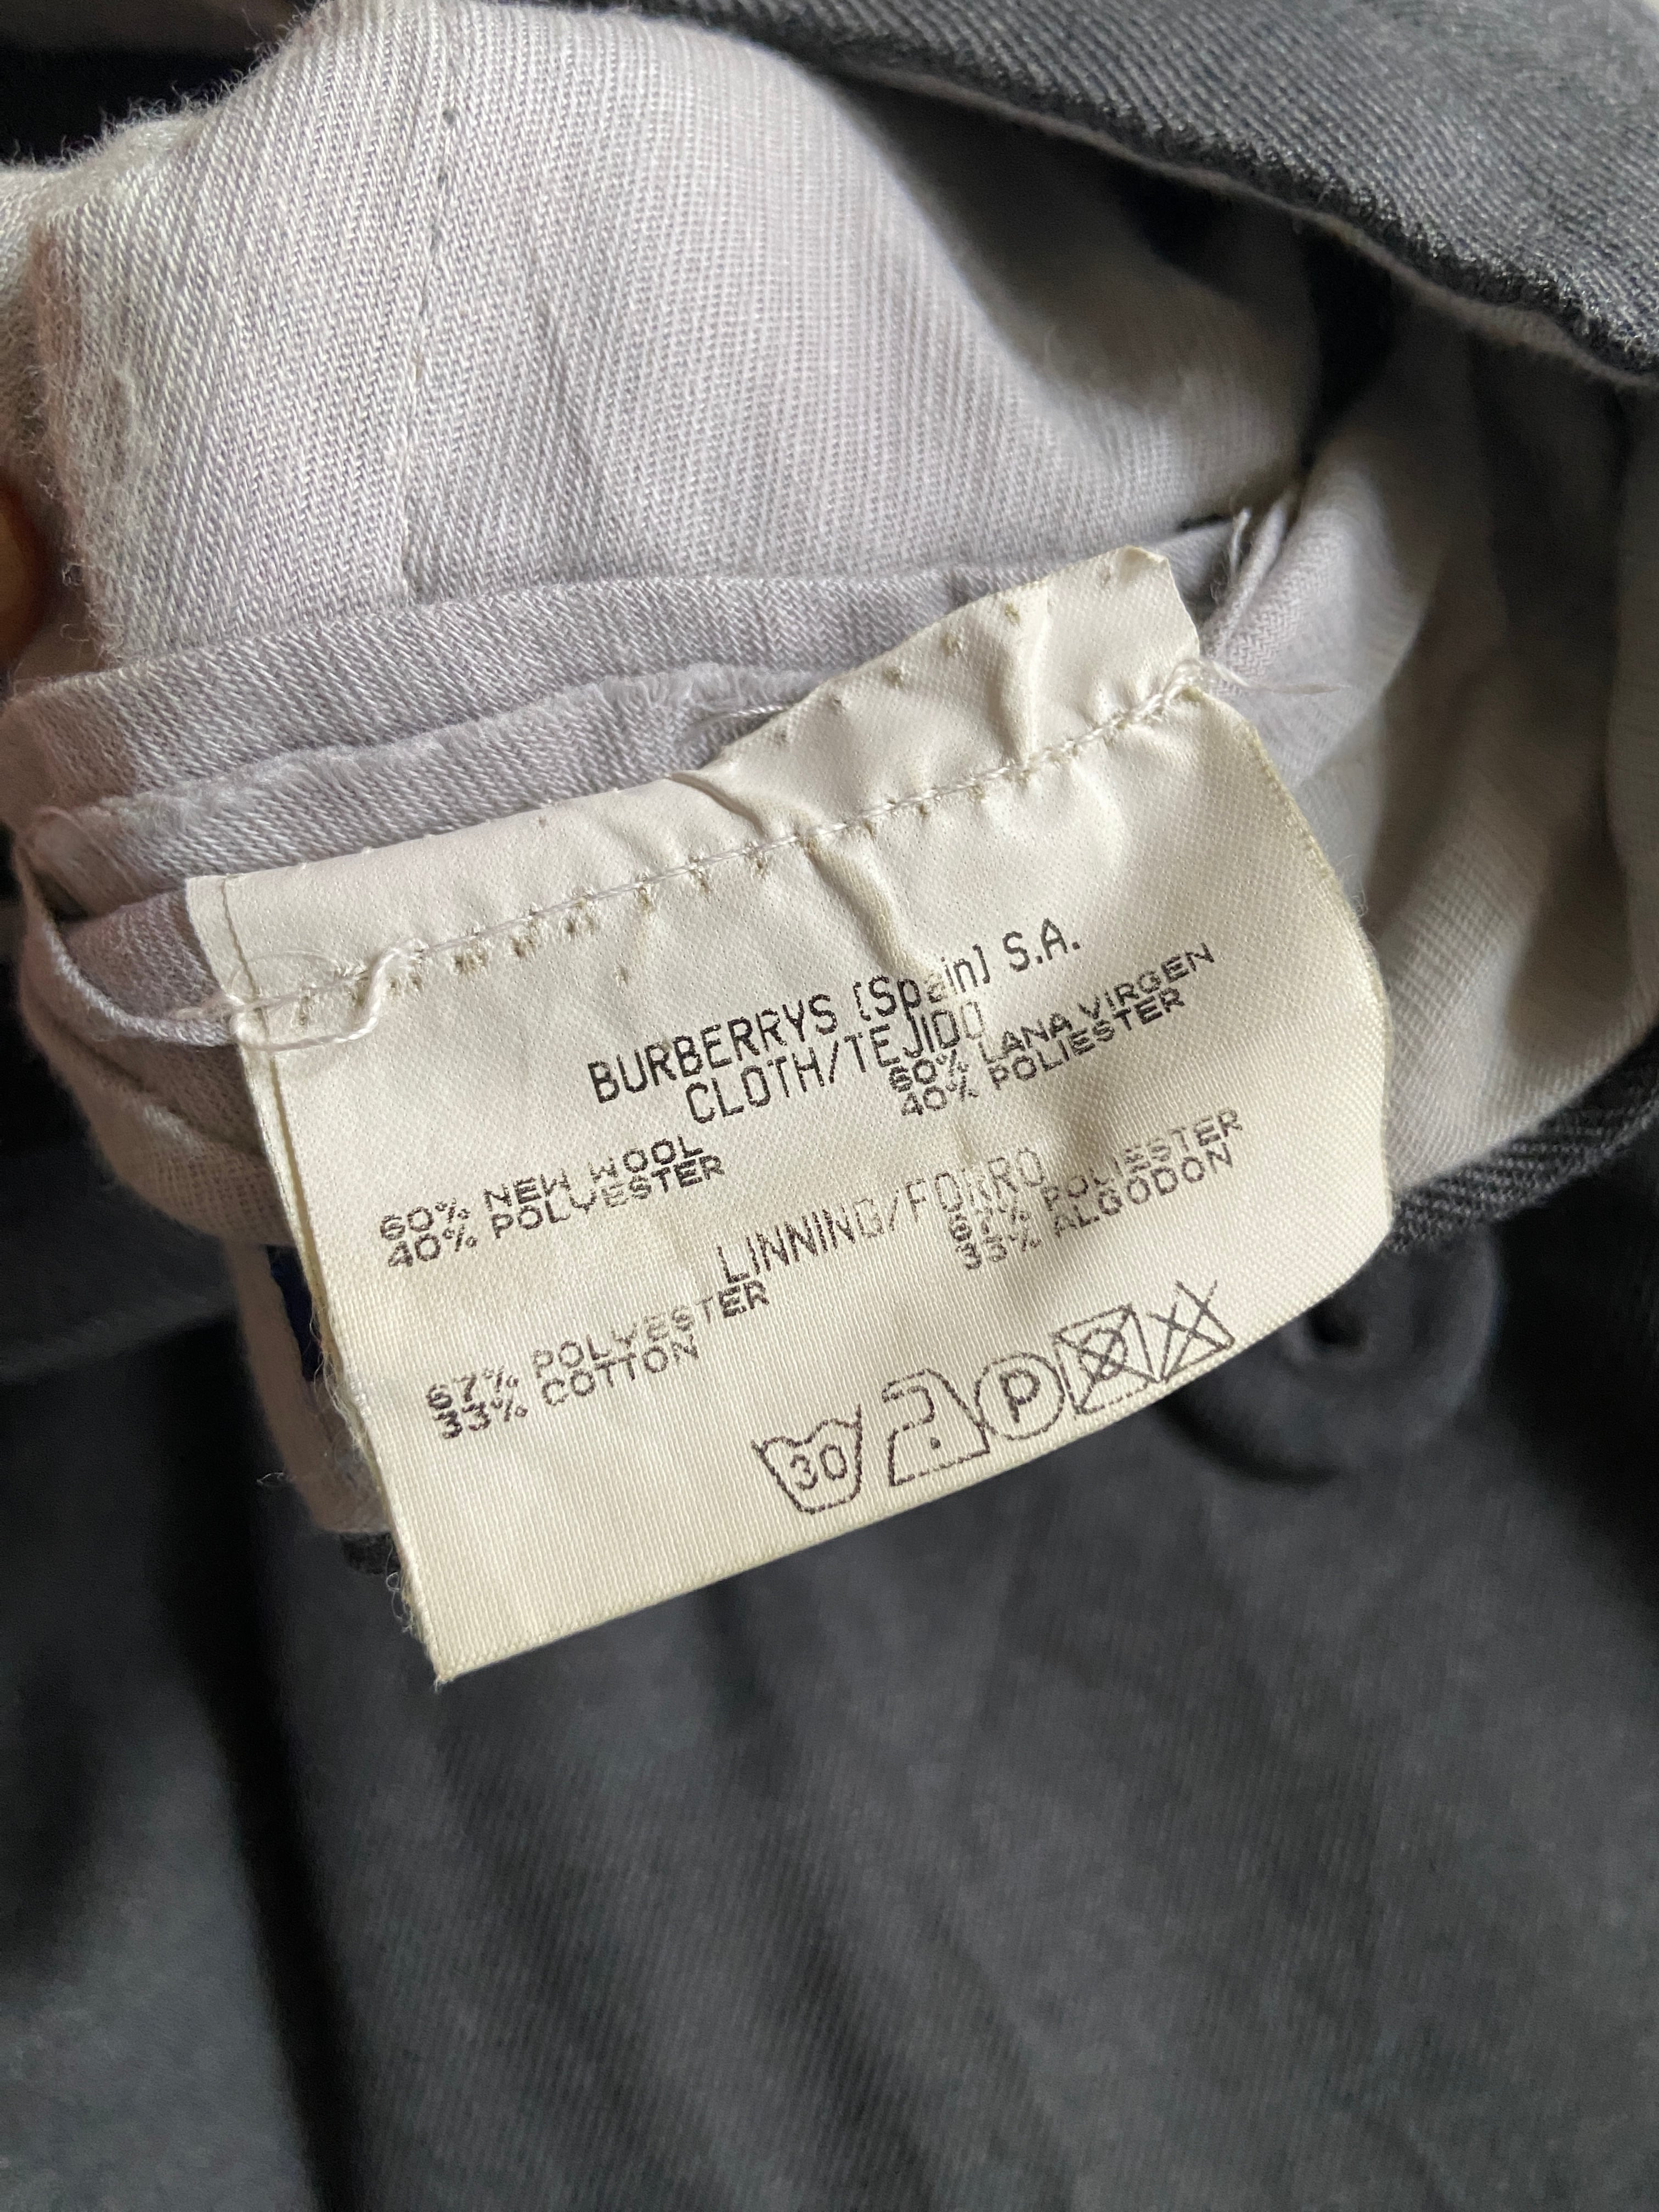 BURBERRYS (Spain) S.A.
CLOTH/TEJIDO
60% NEW WOOL
40% POLYESTER
60% LANA VIRGEN
40% POLIESTER
LINNING/FORRO
67% POLYESTER
33% COTTON
67% POLIESTER
33% ALGODON
30 P